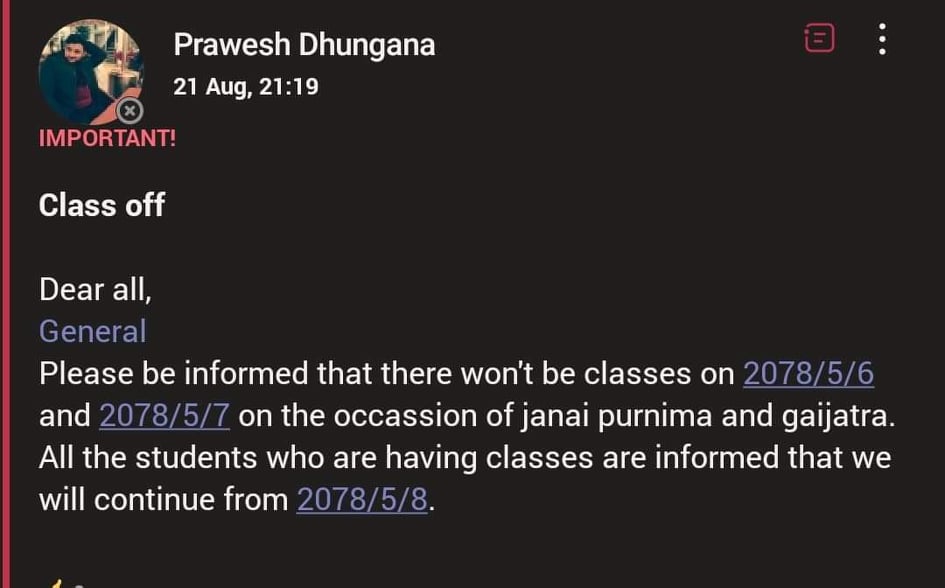 Prawesh Dhungana
21 Aug, 21:19
IMPORTANT!
Class off
Dear all,
General
Please be informed that there won't be classes on 2078/5/6
and 2078/5/7 on the occassion of janai purnima and gaijatra.
All the students who are having classes are informed that we
will continue from 2078/5/8.